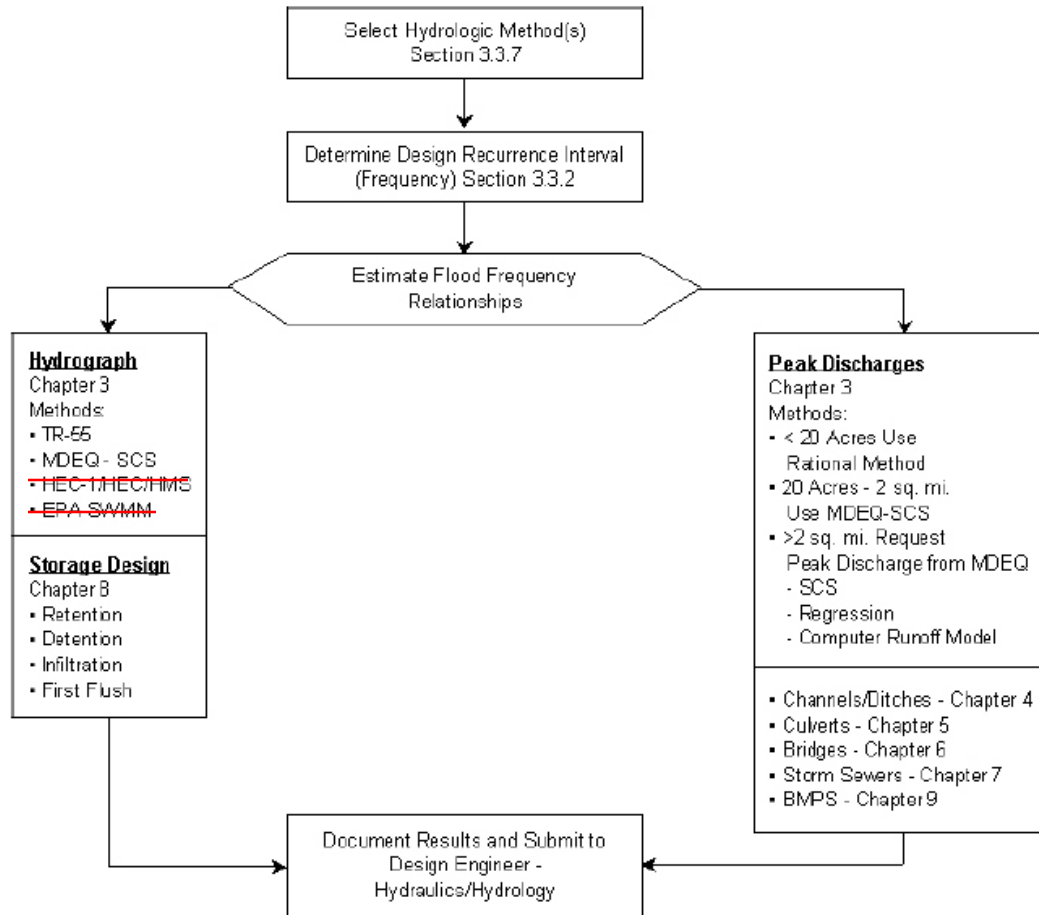 Select Hydrologic Method(s)
Section 3.3.7
Determine Design Recurrence Interval
(Frequency) Section 3.3.2
Estimate Flood Frequency
Relationships
Hydrograph
Chapter 3
Methods:
▪ TR-55
▪ MDEQ - SCS
▪ HEC-1/HEC/HMS
▪ EPA SWMM
Storage Design
Chapter 8
▪ Retention
▪ Detention
▪ Infiltration
▪ First Flush
Peak Discharges
Chapter 3
Methods:
▪ < 20 Acres Use
Rational Method
▪ 20 Acres - 2 sq. mi.
Use MDEQ-SCS
▪ >2 sq. mi. Request
Peak Discharge from MDEQ
- SCS
- Regression
- Computer Runoff Model
▪ Channels/Ditches - Chapter 4
▪ Culverts - Chapter 5
▪ Bridges - Chapter 6
▪ Storm Sewers - Chapter 7
▪ BMPS - Chapter 9
Document Results and Submit to
Design Engineer -
Hydraulics/Hydrology